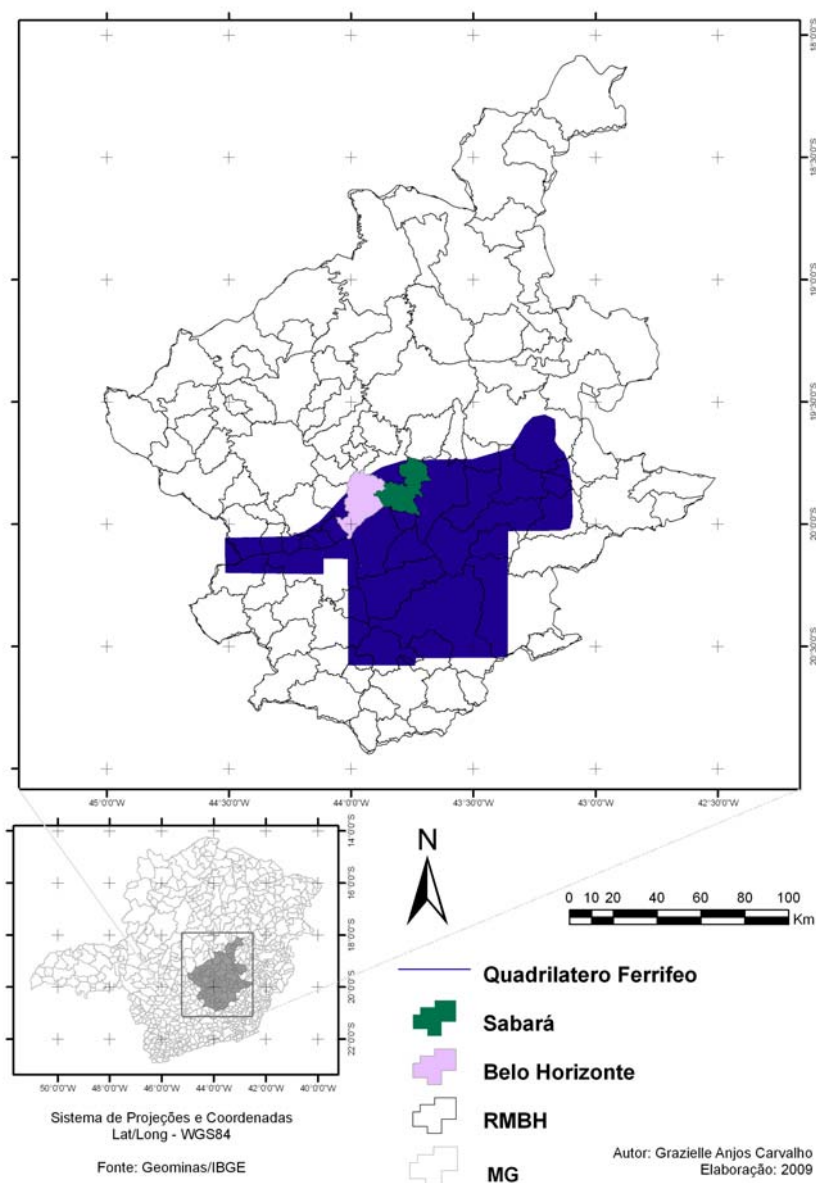 18°0'0"S
18°30'0"S
19°0'0"S
19°30'0"S
20°0'0"S
20°30'0"S
45°0'0"W 44°30'0"W 44°0'0"W 43°30'0"W 43°0'0"W 42°30'0"W
14°0'0"S
16°0'0"S
18°0'0"S
20°0'0"S
22°0'0"S
50°0'0"W 48°0'0"W 46°0'0"W 44°0'0"W 42°0'0"W 40°0'0"W
Sistema de Projeções e Coordenadas
Lat/Long - WGS84
Fonte: Geominas/IBGE
N
0 10 20 40 60 80 100
Km
Quadrilatero Ferrifeo
Sabará
Belo Horizonte
RMBH
MG
Autor: Grazielle Anjos Carvalho
Elaboração: 2009